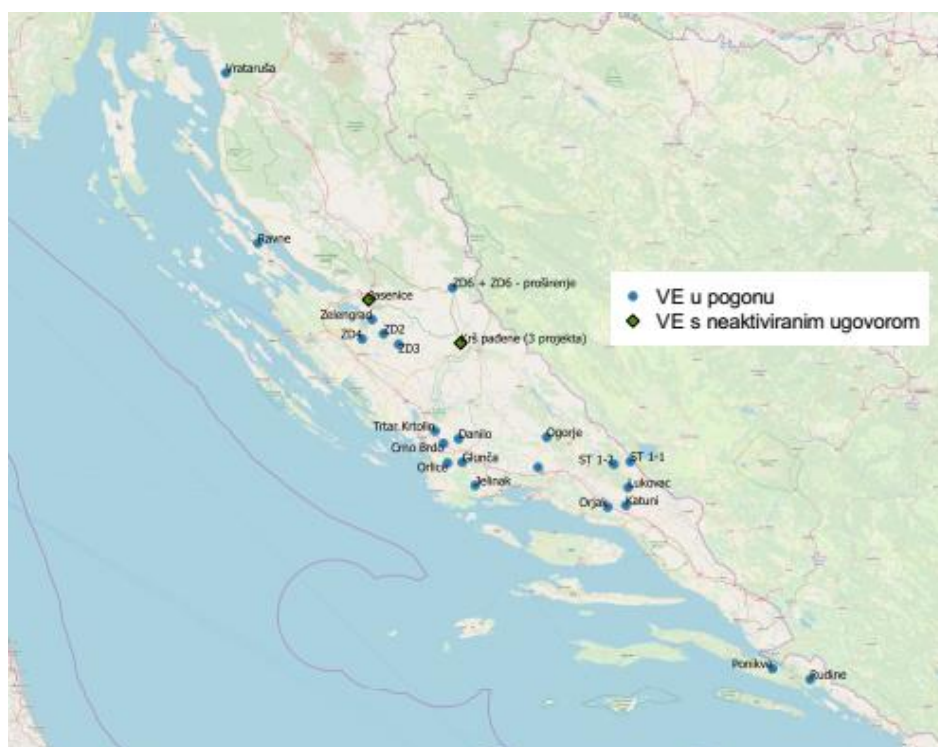 Vrataruša
Ravne
ZD6 + ZD6 - proširenje
VE u pogonu
VE s neaktiviranim ugovorom
Jasenice
Zelengrad
ZD4
ZD2
ZD3
Krš pađene (3 projekta)
Trtar Krtolin
Danilo
Ogorje
Crno Brdo
Orlice
Glunča
ST 1-2
ST 1-1
Jelinak
Lukovac
Orjak
Katuni
Ponikve
Rudine